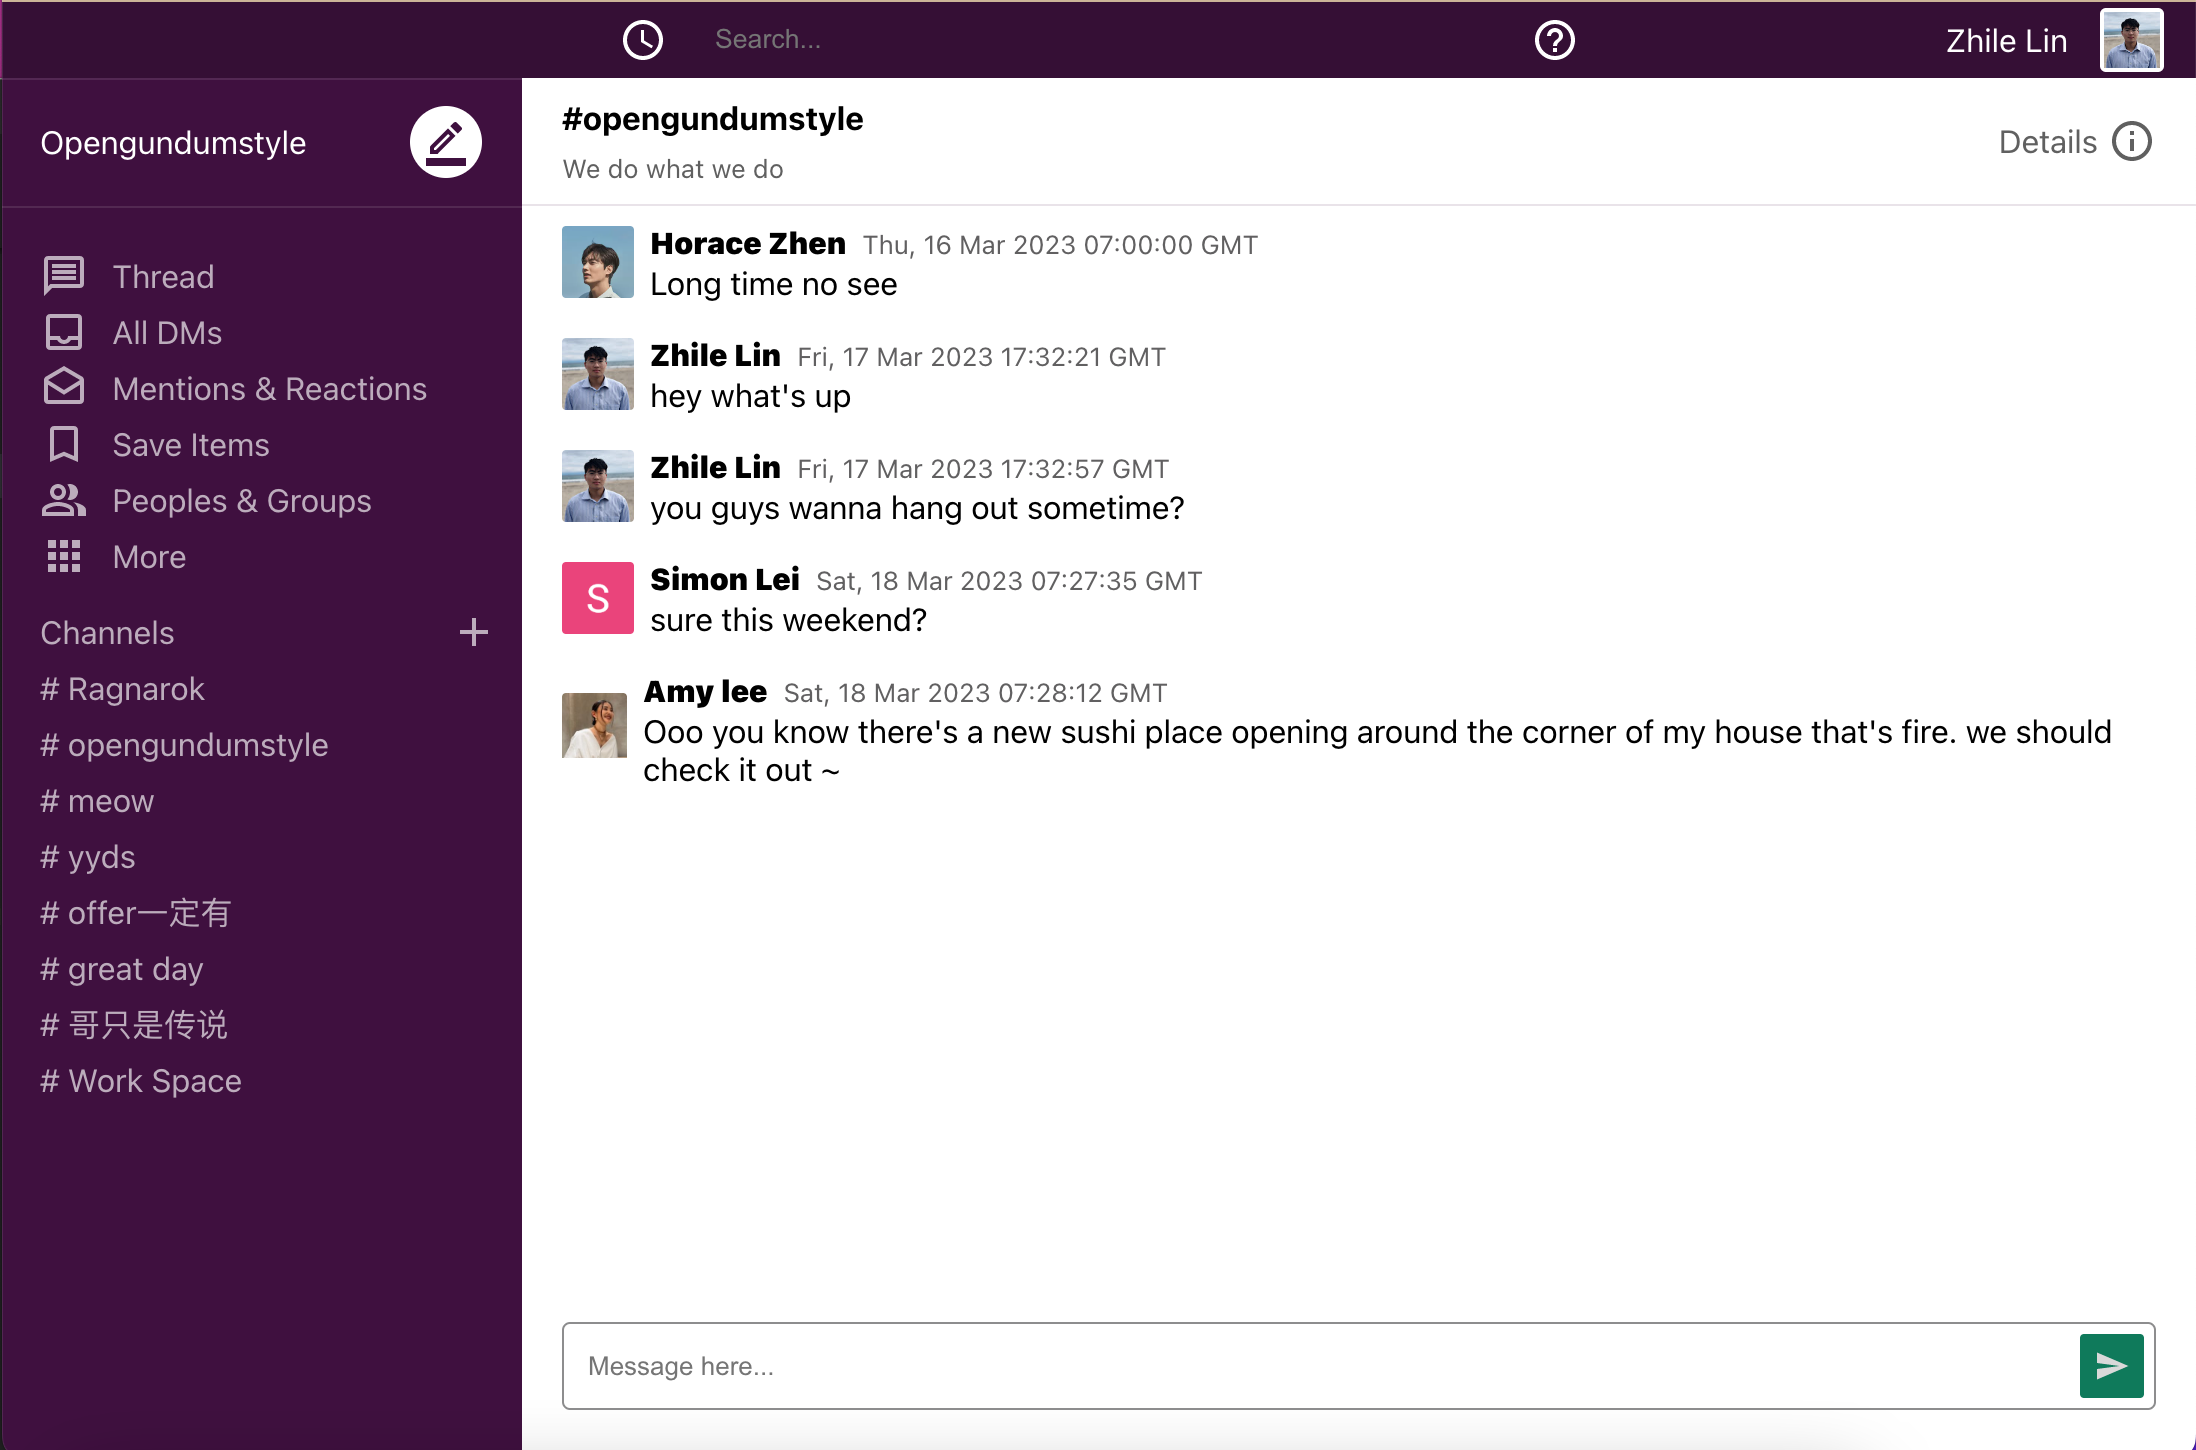 Search...
Zhile Lin
Opengundumstyle
Thread
All DMs
Mentions & Reactions
Save Items
Peoples & Groups
More
Channels
# Ragnarok
# opengundumstyle
# meow
# yyds
# offer一定有
# great day
# 哥只是传说
# Work Space
#opengundumstyle
We do what we do
Details
Horace Zhen Thu, 16 Mar 2023 07:00:00 GMT
Long time no see
Zhile Lin Fri, 17 Mar 2023 17:32:21 GMT
hey what's up
Zhile Lin Fri, 17 Mar 2023 17:32:57 GMT
you guys wanna hang out sometime?
S
Simon Lei Sat, 18 Mar 2023 07:27:35 GMT
sure this weekend?
Amy lee Sat, 18 Mar 2023 07:28:12 GMT
Ooo you know there's a new sushi place opening around the corner of my house that's fire. we should
check it out ~
Message here...